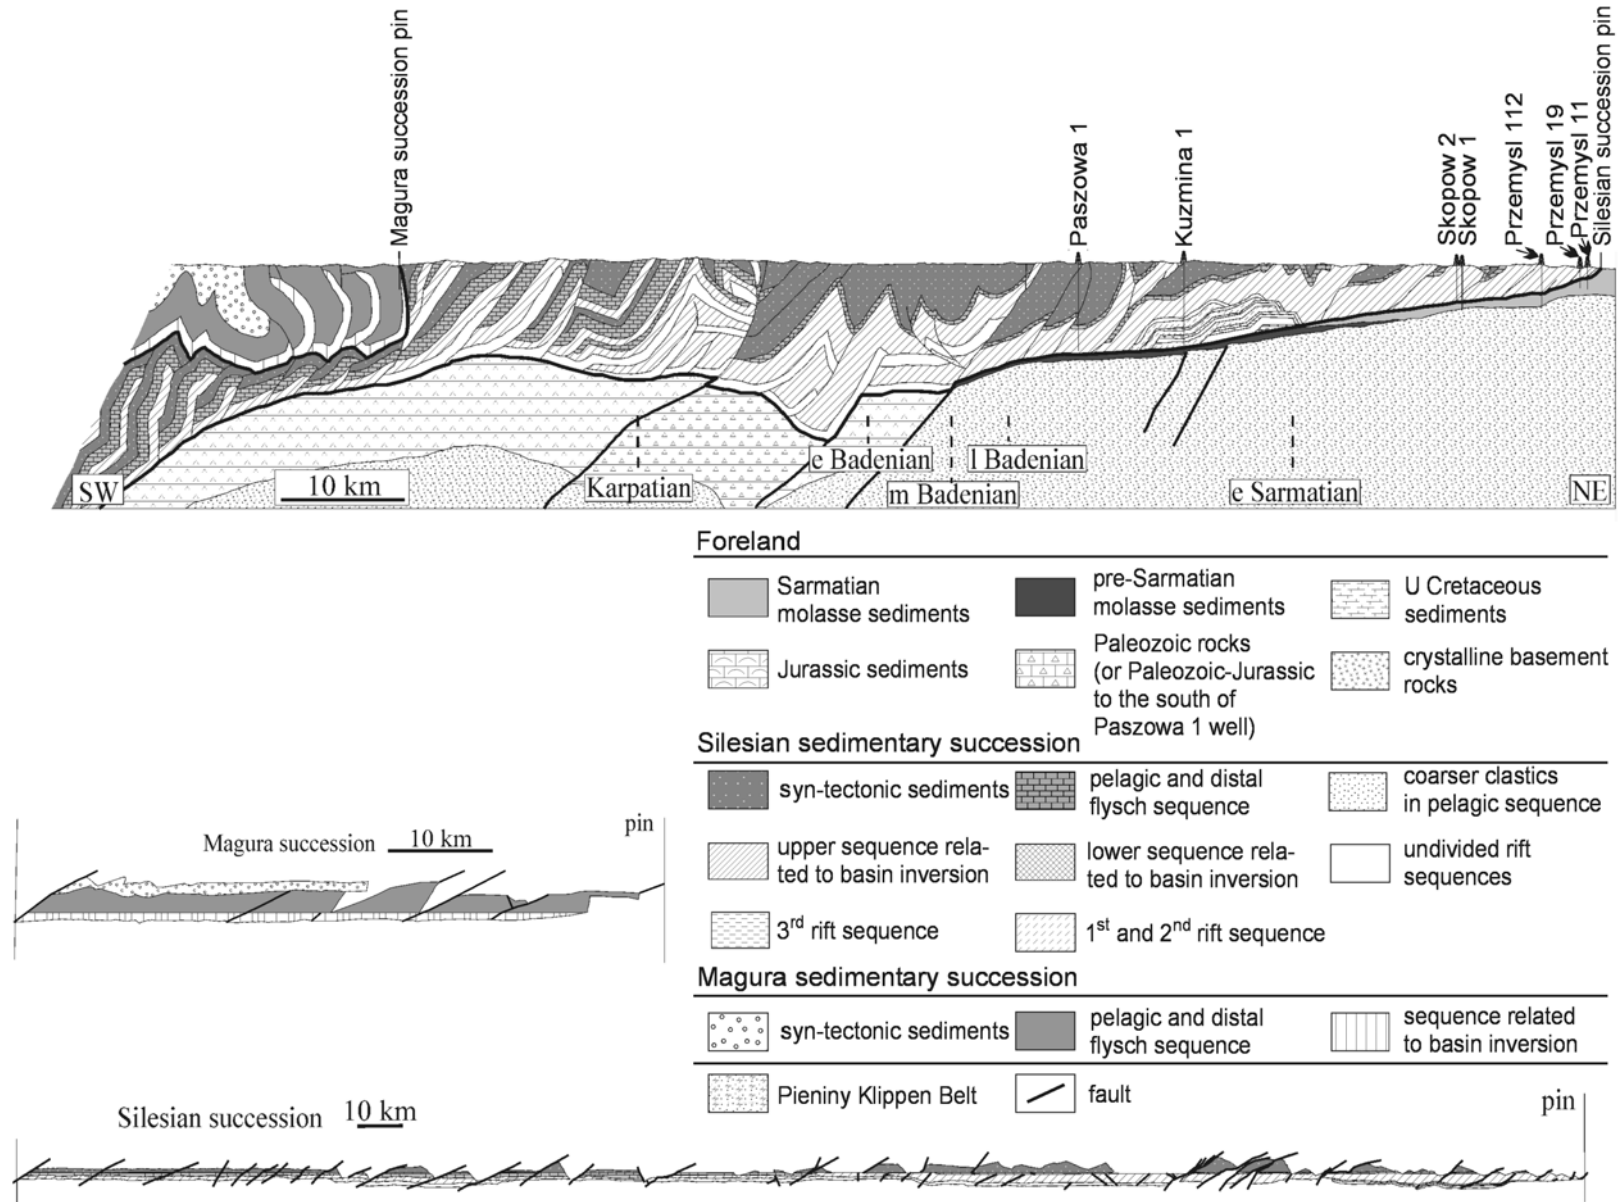 Magura succession pin
Paszowa 1
Kuzmina 1
Skopow 2
Skopow 1
Przemysl 112
Przemysl 19
Przemysl 11
Silesian succession pin
SW
10 km
Karpatian
e Badenian
m Badenian
l Badenian
e Sarmatian
NE
Foreland
Sarmatian
molasse sediments
pre-Sarmatian
molasse sediments
U Cretaceous
sediments
Jurassic sediments
Paleozoic rocks
(or Paleozoic-Jurassic
to the south of
Paszowa 1 well)
crystalline basement
rocks
Silesian sedimentary succession
syn-tectonic sediments
pelagic and distal
flysch sequence
coarser clastics
in pelagic sequence
upper sequence rela-
ted to basin inversion
lower sequence rela-
ted to basin inversion
undivided rift
sequences
3rd rift sequence
1st and 2nd rift sequence
Magura sedimentary succession
syn-tectonic sediments
pelagic and distal
flysch sequence
sequence related
to basin inversion
Pieniny Klippen Belt
fault
Magura succession 10 km
pin
Silesian succession 10 km
pin